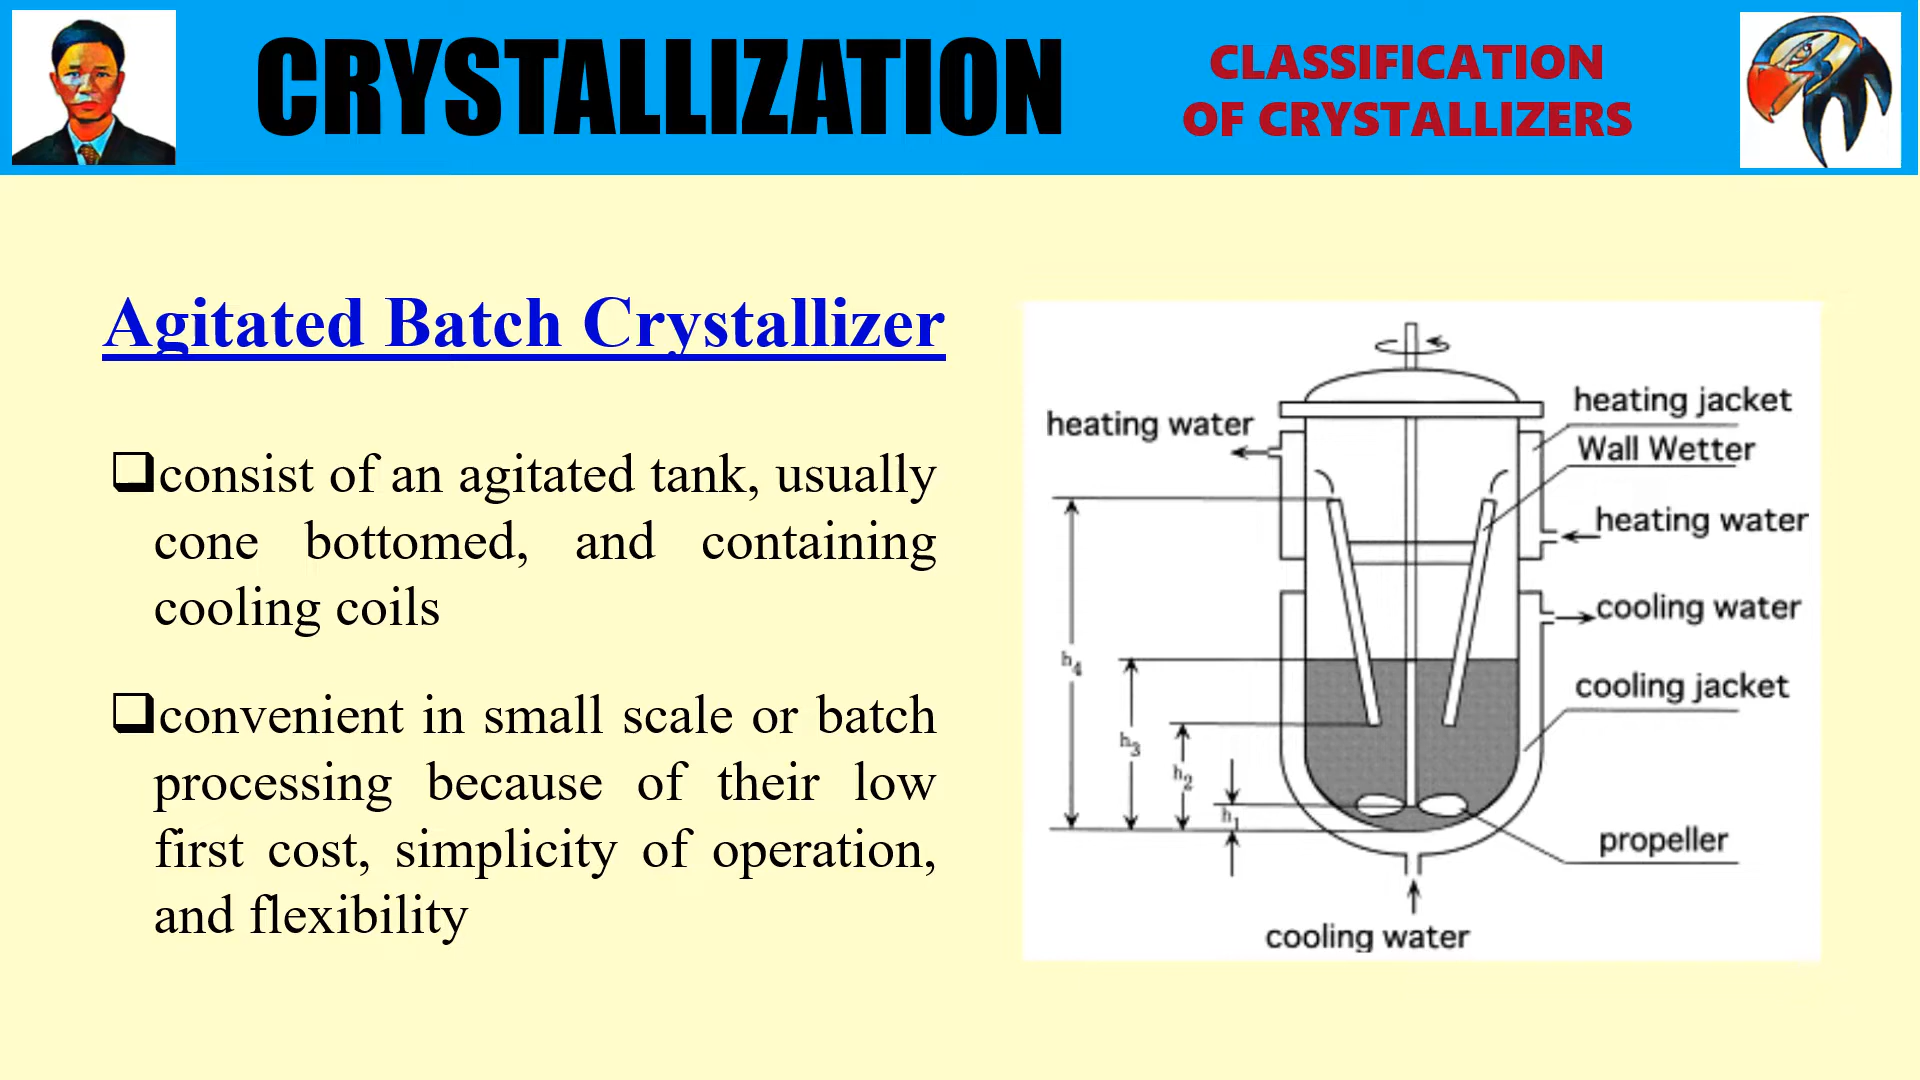 CRYSTALLIZATION
CLASSIFICATION
OF CRYSTALLIZERS
Agitated Batch Crystallizer
❑consist of an agitated tank, usually
cone bottomed, and containing
cooling coils
❑convenient in small scale or batch
processing because of their low
first cost, simplicity of operation,
and flexibility
heating water
heating jacket
Wall Wetter
heating water
cooling water
h4
cooling jacket
h3
h2
h1
propeller
cooling water